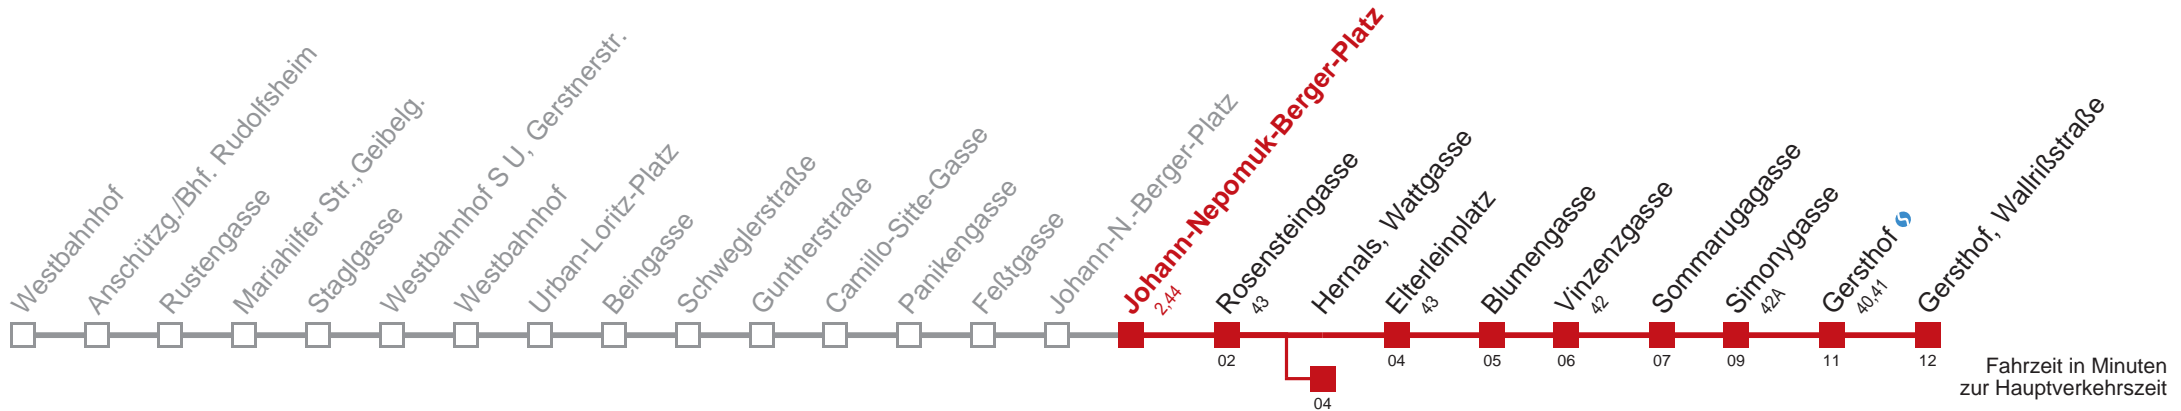 Westbahnhof
Anschützg./Bhf. Rudolfsheim
Rustengasse
Mariahilfer Str., Geibelg.
Staglgasse
Westbahnhof S U, Gerstnerstr.
Westbahnhof
Urban-Loritz-Platz
Beingasse
Schweglerstraße
Guntherstraße
Camillo-Sitte-Gasse
Panikengasse
Feßtgasse
Johann-N.-Berger-Platz
Johann-Nepomuk-Berger-Platz
2,44
Rosensteingasse
43
02
Hernals, Wattgasse
04
Elterleinplatz
43
04
Blumengasse
05
Vinzenzgasse
42
06
Sommarugagasse
07
Simonygasse
42A
09
Gersthof
40,41
11
Gersthof, Wallrißstraße
12
Fahrzeit in Minuten
zur Hauptverkehrszeit